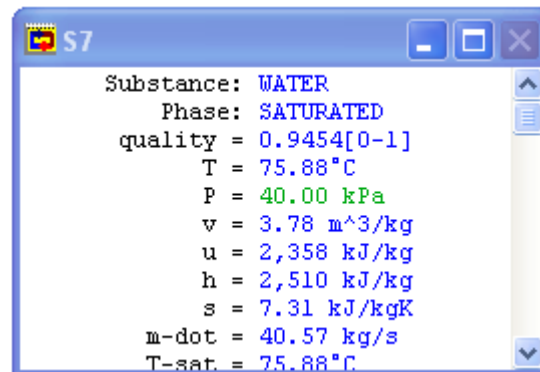 S7
Substance: WATER
Phase: SATURATED
quality = 0.9454[0-1]
T = 75.88°C
P = 40.00 kPa
v = 3.78 m^3/kg
u = 2,358 kJ/kg
h = 2,510 kJ/kg
s = 7.31 kJ/kgK
m-dot = 40.57 kg/s
T-sat = 75.88°C